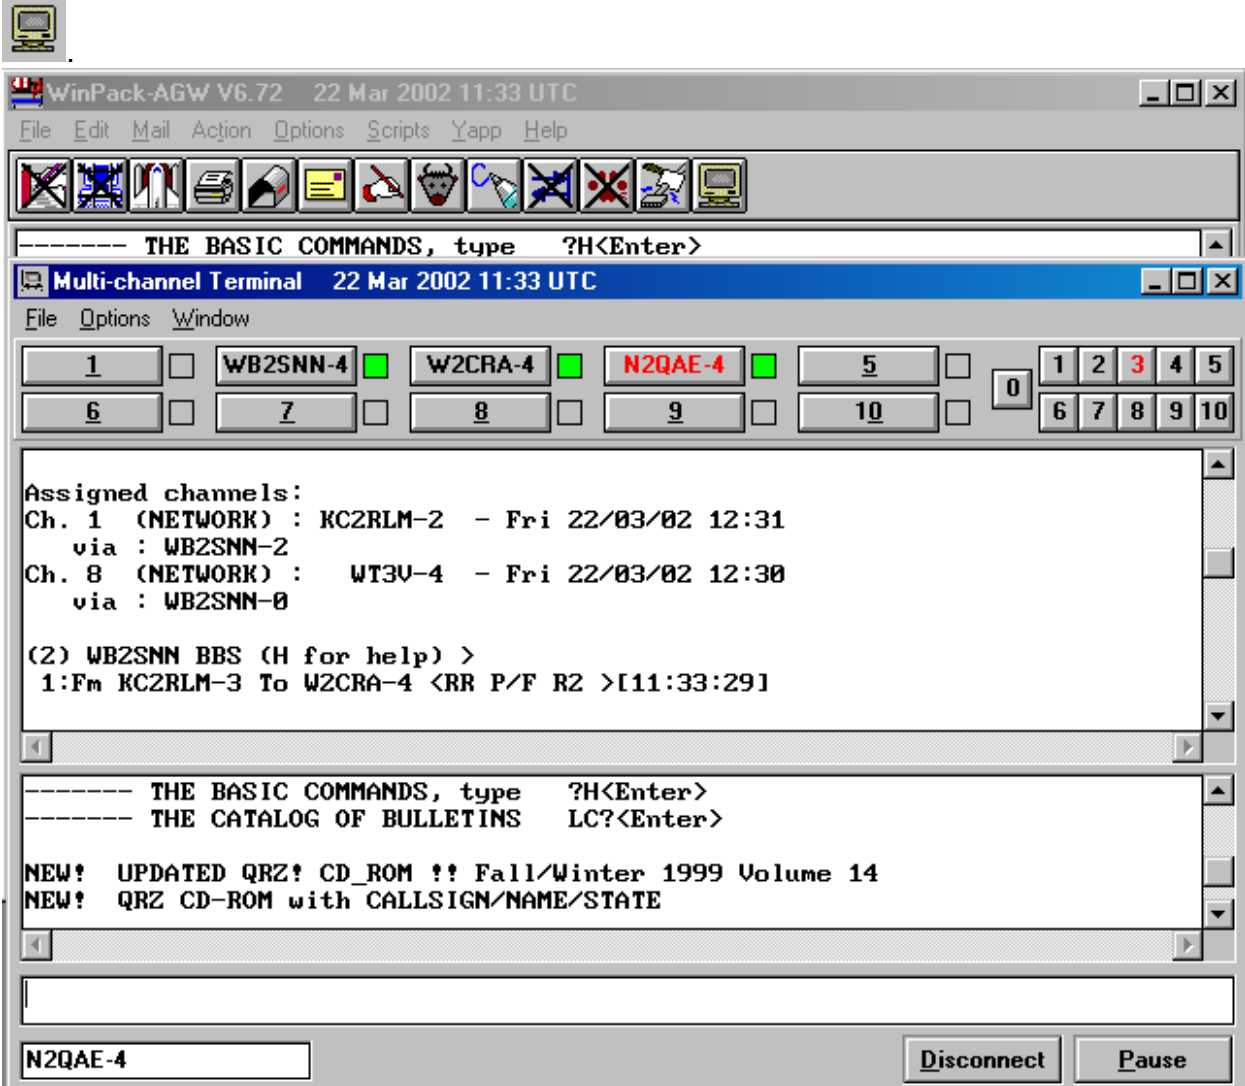 .
WinPack-AGW V6.72 22 Mar 2002 11:33 UTC
File Edit Mail Action Options Scripts Yapp Help
------- THE BASIC COMMANDS, type ?H<Enter>
Multi-channel Terminal 22 Mar 2002 11:33 UTC
File Options Window
1 WB2SNN-4 W2CRA-4 N2QAE-4 5 0 1 2 3 4 5
6 7 8 9 10 6 7 8 9 10
Assigned channels:
Ch. 1 (NETWORK) : KC2RLM-2 - Fri 22/03/02 12:31
via : WB2SNN-2
Ch. 8 (NETWORK) : WT3V-4 - Fri 22/03/02 12:30
via : WB2SNN-0
(2) WB2SNN BBS (H for help) >
1:Fm KC2RLM-3 To W2CRA-4 <RR P/F R2 >[11:33:29]
------- THE BASIC COMMANDS, type ?H<Enter>
------- THE CATALOG OF BULLETINS LC?<Enter>
NEW! UPDATED QRZ! CD_ROM !! Fall/Winter 1999 Volume 14
NEW! QRZ CD-ROM with CALLSIGN/NAME/STATE
N2QAE-4 Disconnect Pause